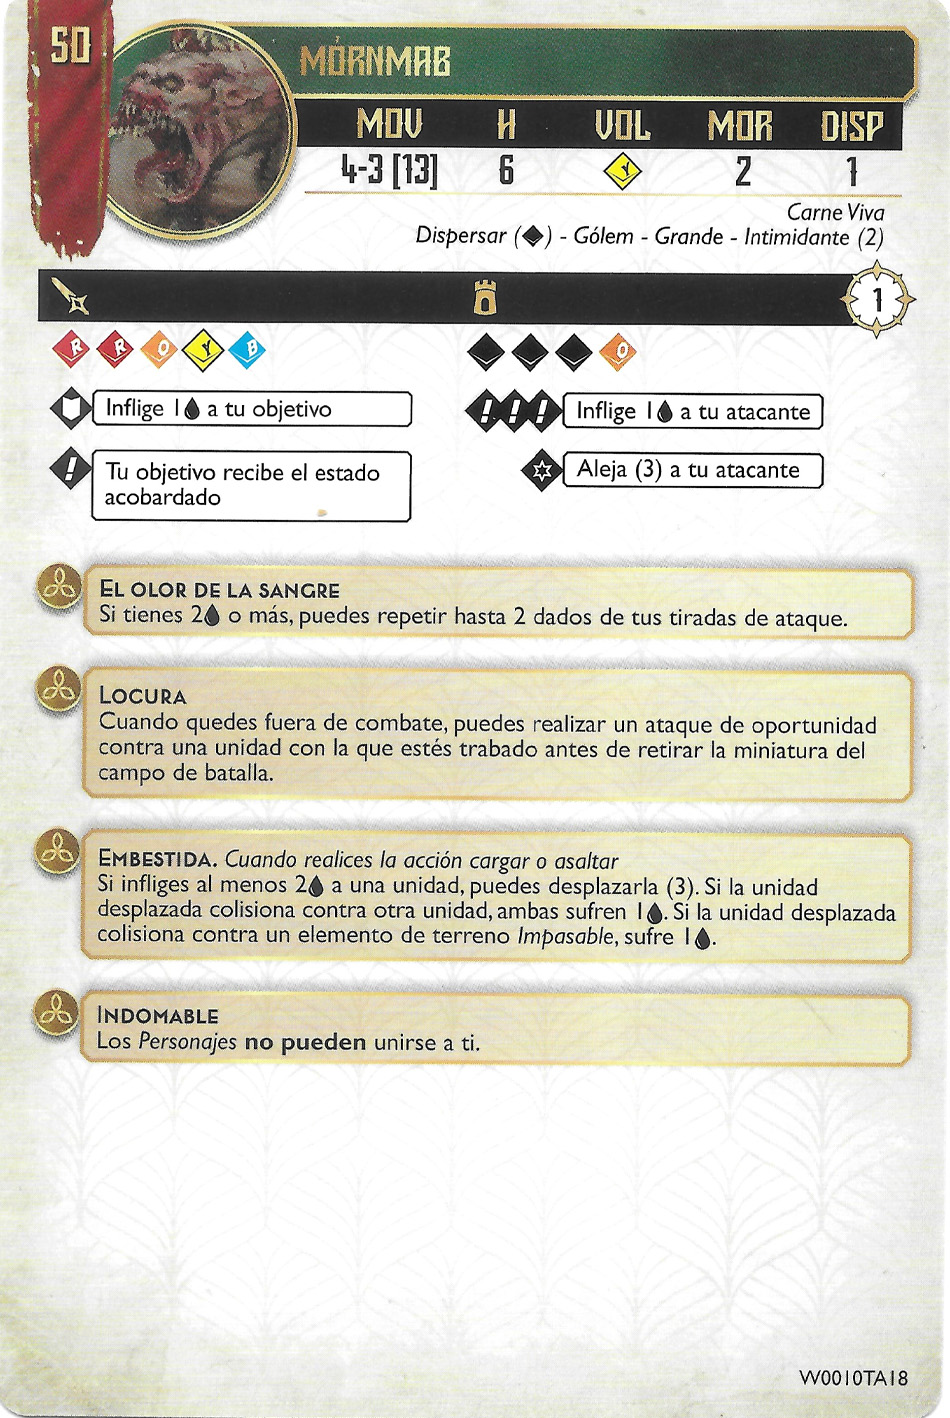 50
MÓRNMAB
MOV H VOL MOR DISP
4-3 [13] 6 Y 2 1
Carne Viva
Dispersar (◆) - Gólem - Grande - Intimidante (2)
1
R R O Y B
O
Inflige 1 a tu objetivo
! ! ! Inflige 1 a tu atacante
! Tu objetivo recibe el estado
acobardado
Aleja (3) a tu atacante
EL OLOR DE LA SANGRE
Si tienes 2 o más, puedes repetir hasta 2 dados de tus tiradas de ataque.
LOCURA
Cuando quedes fuera de combate, puedes realizar un ataque de oportunidad
contra una unidad con la que estés trabado antes de retirar la miniatura del
campo de batalla.
EMBESTIDA. Cuando realices la acción cargar o asaltar
Si infliges al menos 2 a una unidad, puedes desplazarla (3). Si la unidad
desplazada colisiona contra otra unidad, ambas sufren 1. Si la unidad desplazada
colisiona contra un elemento de terreno Impasable, sufre 1.
INDOMABLE
Los Personajes no pueden unirse a ti.
W0010TA18